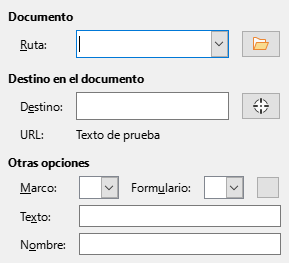 Documento
Ruta:
Destino en el documento
Destino:
URL: Texto de prueba
Otras opciones
Marco: Formulario:
Texto:
Nombre: